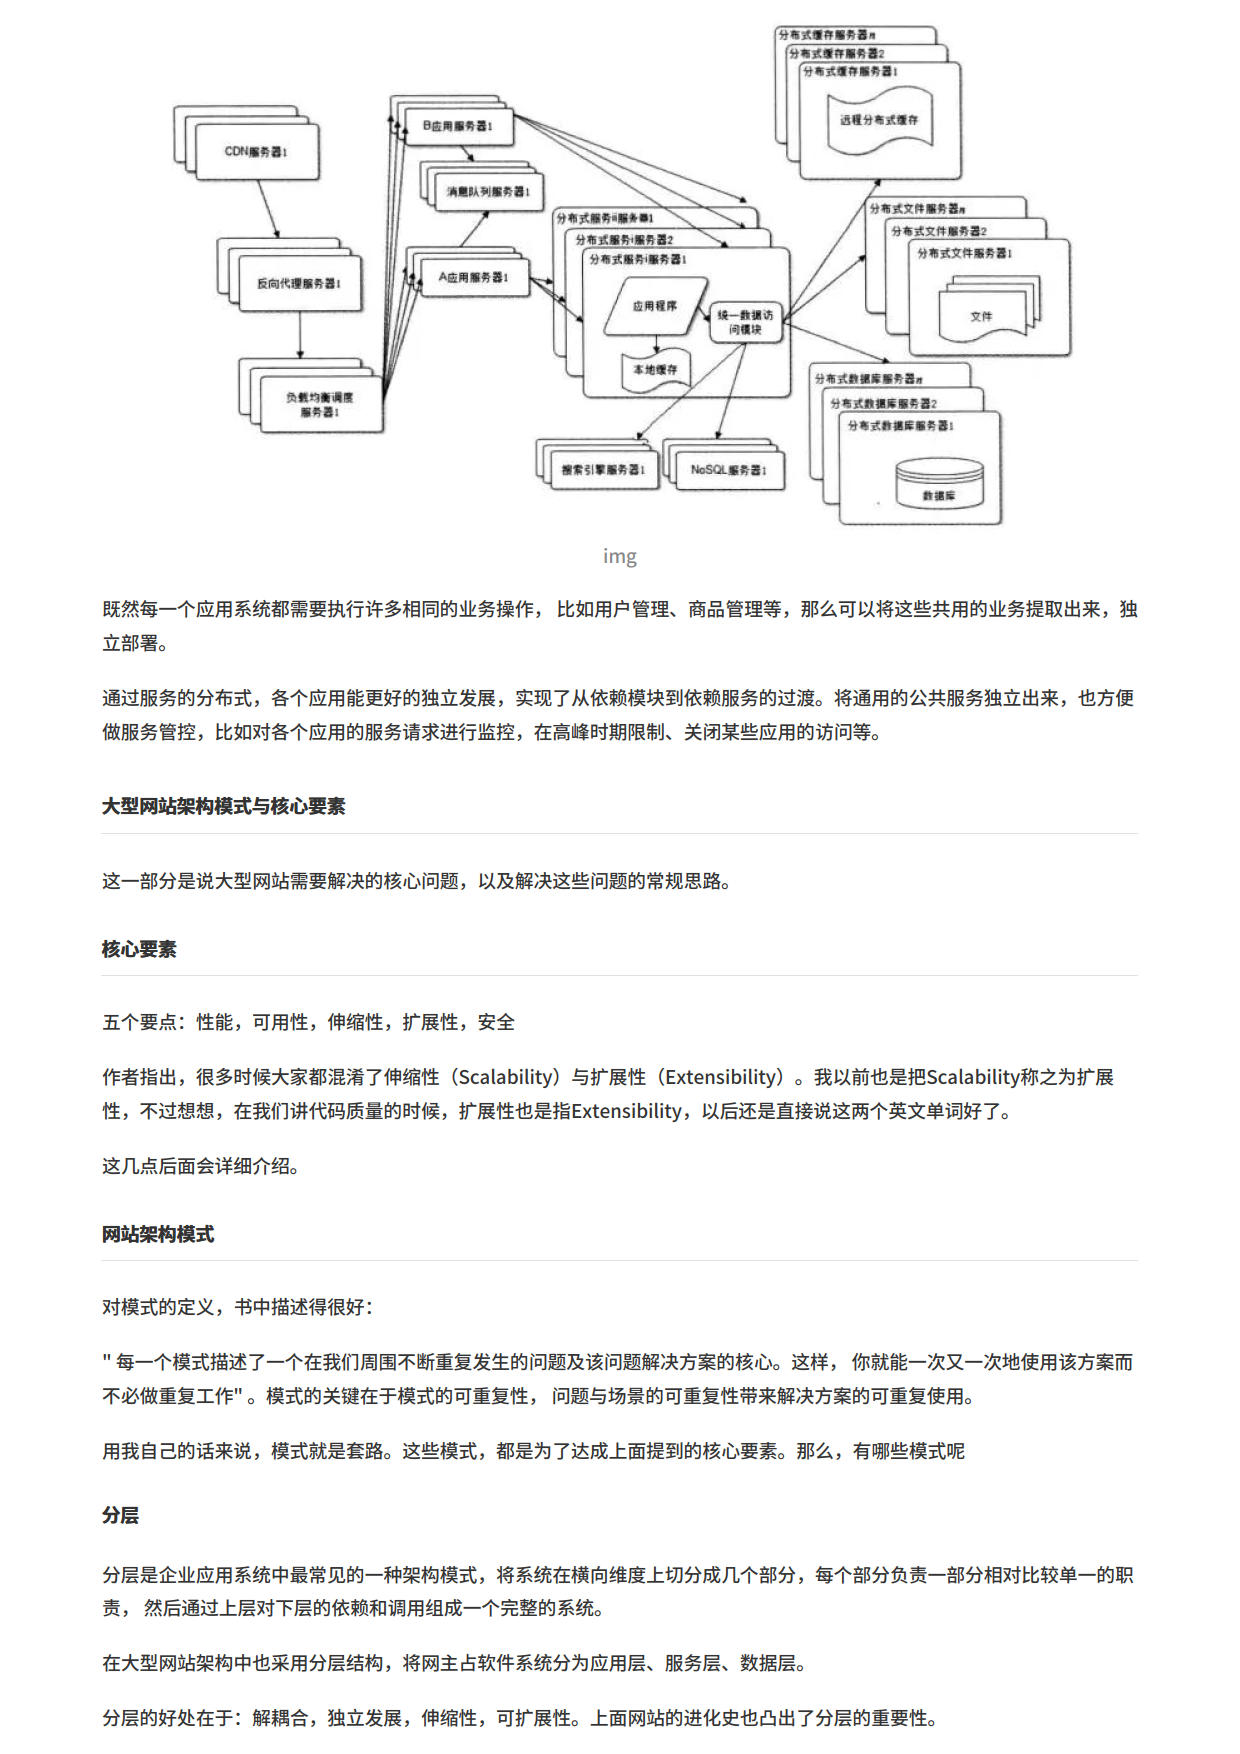 分布式缓存服务器n
分布式缓存服务器2
分布式缓存服务器1
远程分布式缓存
CDN服务器1
B应用服务器1
消息队列服务器1
反向代理服务器1
A应用服务器1
负载均衡调度
服务器1
分布式服务ii服务器1
分布式服务i服务器2
分布式服务i服务器1
应用程序
统一数据访
问模块
本地缓存
分布式文件服务器n
分布式文件服务器2
分布式文件服务器1
文件
分布式数据库服务器n
分布式数据库服务器2
分布式数据库服务器1
数据库
搜索引擎服务器1
NoSQL服务器1
img
既然每一个应用系统都需要执行许多相同的业务操作， 比如用户管理、商品管理等，那么可以将这些共用的业务提取出来，独
立部署。
通过服务的分布式，各个应用能更好的独立发展，实现了从依赖模块到依赖服务的过渡。将通用的公共服务独立出来，也方便
做服务管控，比如对各个应用的服务请求进行监控，在高峰时期限制、关闭某些应用的访问等。
大型网站架构模式与核心要素
这一部分是说大型网站需要解决的核心问题，以及解决这些问题的常规思路。
核心要素
五个要点：性能，可用性，伸缩性，扩展性，安全
作者指出，很多时候大家都混淆了伸缩性（Scalability）与扩展性（Extensibility）。我以前也是把Scalability称之为扩展
性，不过想想，在我们讲代码质量的时候，扩展性也是指Extensibility，以后还是直接说这两个英文单词好了。
这几点后面会详细介绍。
网站架构模式
对模式的定义，书中描述得很好：
" 每一个模式描述了一个在我们周围不断重复发生的问题及该问题解决方案的核心。这样， 你就能一次又一次地使用该方案而
不必做重复工作" 。模式的关键在于模式的可重复性， 问题与场景的可重复性带来解决方案的可重复使用。
用我自己的话来说，模式就是套路。这些模式，都是为了达成上面提到的核心要素。那么，有哪些模式呢
分层
分层是企业应用系统中最常见的一种架构模式，将系统在横向维度上切分成几个部分，每个部分负责一部分相对比较单一的职
责， 然后通过上层对下层的依赖和调用组成一个完整的系统。
在大型网站架构中也采用分层结构，将网主占软件系统分为应用层、服务层、数据层。
分层的好处在于：解耦合，独立发展，伸缩性，可扩展性。上面网站的进化史也凸出了分层的重要性。